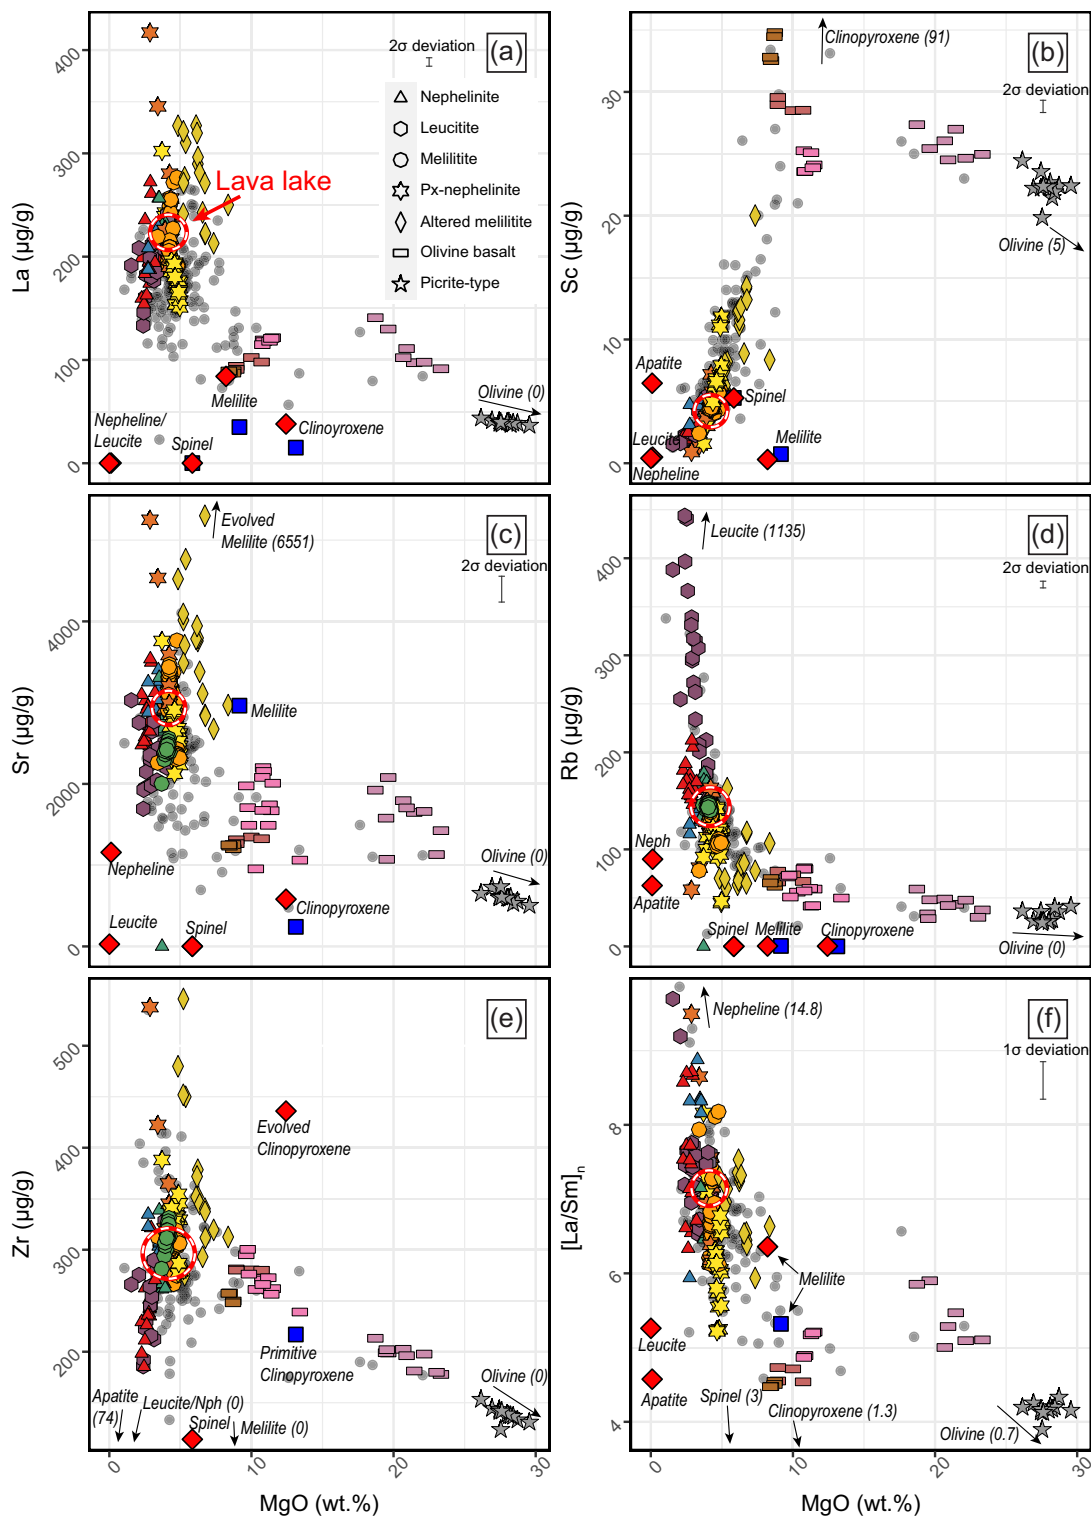 (a)
2σ deviation
Nephelinite
Leucitite
Melilitite
Px-nephelinite
Altered melilitite
Olivine basalt
Picrite-type
Lava lake
Melilite
Nepheline/
Leucite
Spinel
Clinoyroxene
Olivine (0)
La (µg/g)
400
300
200
100
0
(b)
Clinopyroxene (91)
2σ deviation
Olivine (5)
Apatite
Spinel
Leucite
Nepheline
Melilite
Sc (µg/g)
30
20
10
0
(c)
Evolved
Melilite (6551)
2σ deviation
Melilite
Nepheline
Leucite
Spinel
Clinopyroxene
Olivine (0)
Sr (µg/g)
4000
2000
0
(d)
Leucite (1135)
2σ deviation
Neph
Apatite
Spinel
Melilite
Clinopyroxene
Olivine (0)
Rb (µg/g)
400
300
200
100
0
(e)
Evolved
Clinopyroxene
Primitive
Clinopyroxene
Apatite
(74)
Leucite/Nph (0)
Spinel
Melilite (0)
Olivine (0)
Zr (µg/g)
500
400
300
200
0
10
20
30
MgO (wt.%)
(f)
Nepheline (14.8)
1σ deviation
Melilite
Leucite
Apatite
Spinel (3)
Clinopyroxene (1.3)
Olivine (0.7)
[La/Sm]n
8
6
4
0
10
20
30
MgO (wt.%)